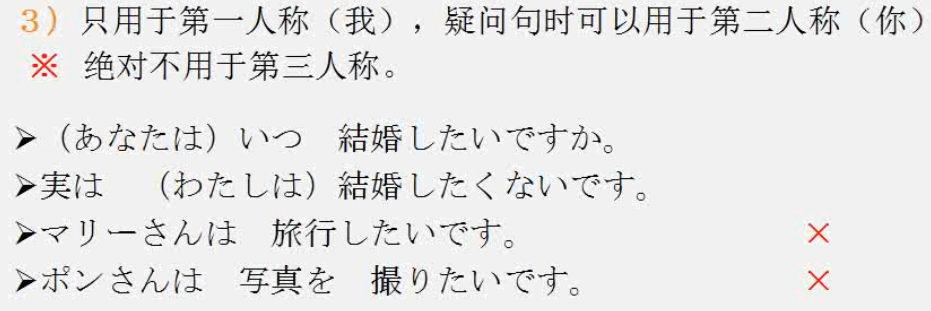 3）只用于第一人称（我），疑问句时可以用于第二人称（你）
※ 绝对不用于第三人称。
➢（あなたは）いつ　結婚したいですか。
➢実は　（わたしは）結婚したくないです。
➢マリーさんは　旅行したいです。　×
➢ポンさんは　写真を　撮りたいです。　×